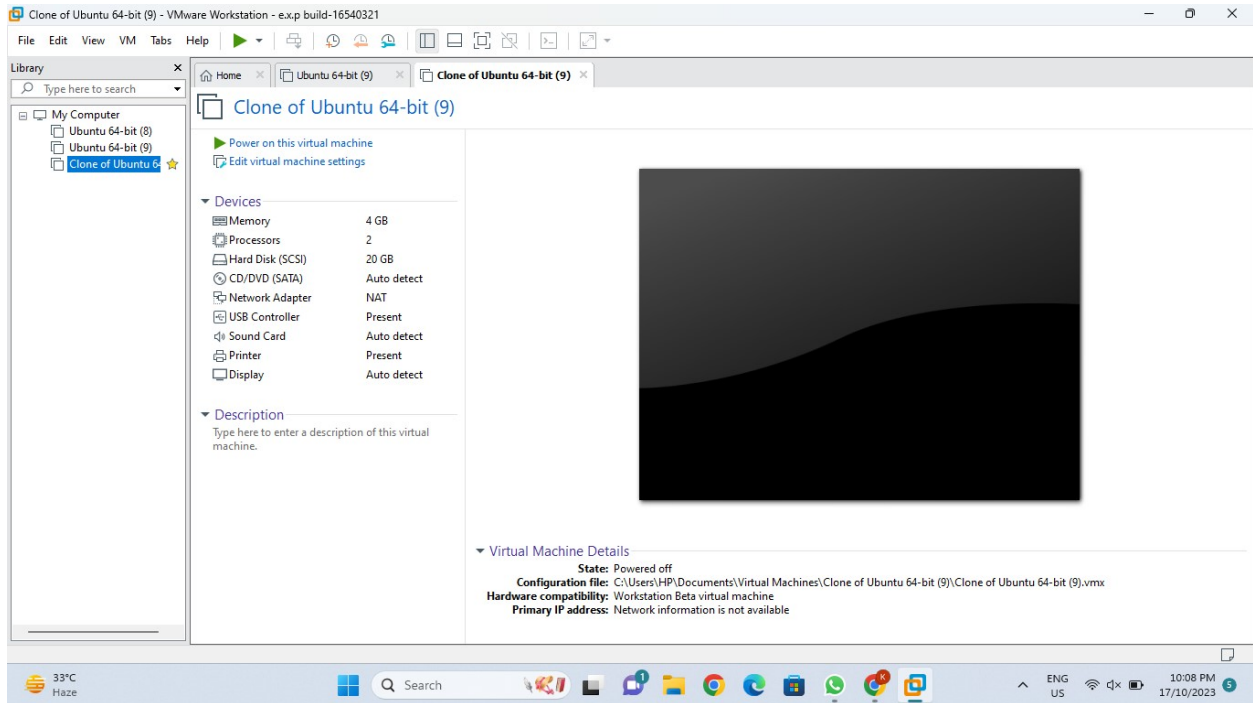 Clone of Ubuntu 64-bit (9) - VMware Workstation - e.x.p build-16540321
File Edit View VM Tabs Help
Library
Type here to search
My Computer
Ubuntu 64-bit (8)
Ubuntu 64-bit (9)
Clone of Ubuntu 6
Home
Ubuntu 64-bit (9)
Clone of Ubuntu 64-bit (9)
Clone of Ubuntu 64-bit (9)
Power on this virtual machine
Edit virtual machine settings
Devices
Memory 4 GB
Processors 2
Hard Disk (SCSI) 20 GB
CD/DVD (SATA) Auto detect
Network Adapter NAT
USB Controller Present
Sound Card Auto detect
Printer Present
Display Auto detect
Description
Type here to enter a description of this virtual
machine.
Virtual Machine Details
State: Powered off
Configuration file: C:\Users\HP\Documents\Virtual Machines\Clone of Ubuntu 64-bit (9)\Clone of Ubuntu 64-bit (9).vmx
Hardware compatibility: Workstation Beta virtual machine
Primary IP address: Network information is not available
33°C
Haze
Search
1
K
ENG
US
10:08 PM
17/10/2023
5